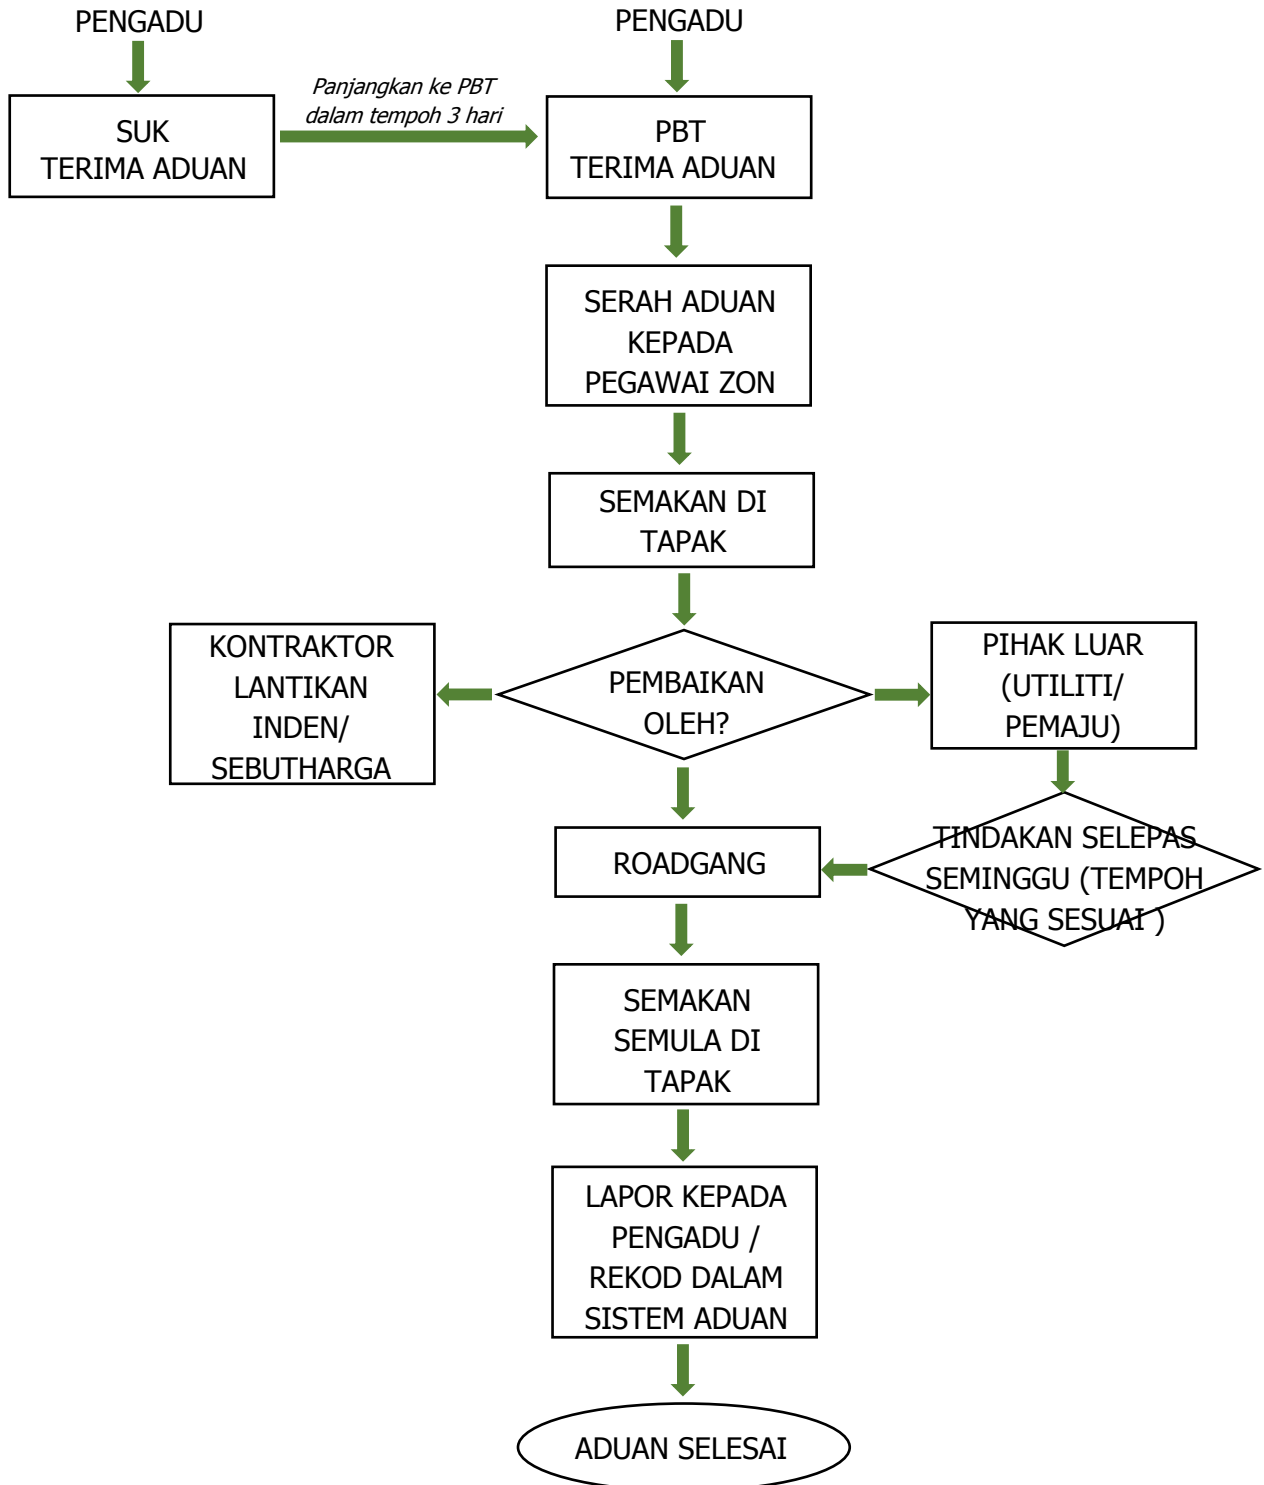 PENGADU
PENGADU
Panjangkan ke PBT
dalam tempoh 3 hari
SUK
TERIMA ADUAN
PBT
TERIMA ADUAN
SERAH ADUAN
KEPADA
PEGAWAI ZON
SEMAKAN DI
TAPAK
KONTRAKTOR
LANTIKAN
INDEN/
SEBUTHARGA
PEMBAIKAN
OLEH?
PIHAK LUAR
(UTILITI/
PEMAJU)
ROADGANG
TINDAKAN SELEPAS
SEMINGGU (TEMPOH
YANG SESUAI )
SEMAKAN
SEMULA DI
TAPAK
LAPOR KEPADA
PENGADU /
REKOD DALAM
SISTEM ADUAN
ADUAN SELESAI